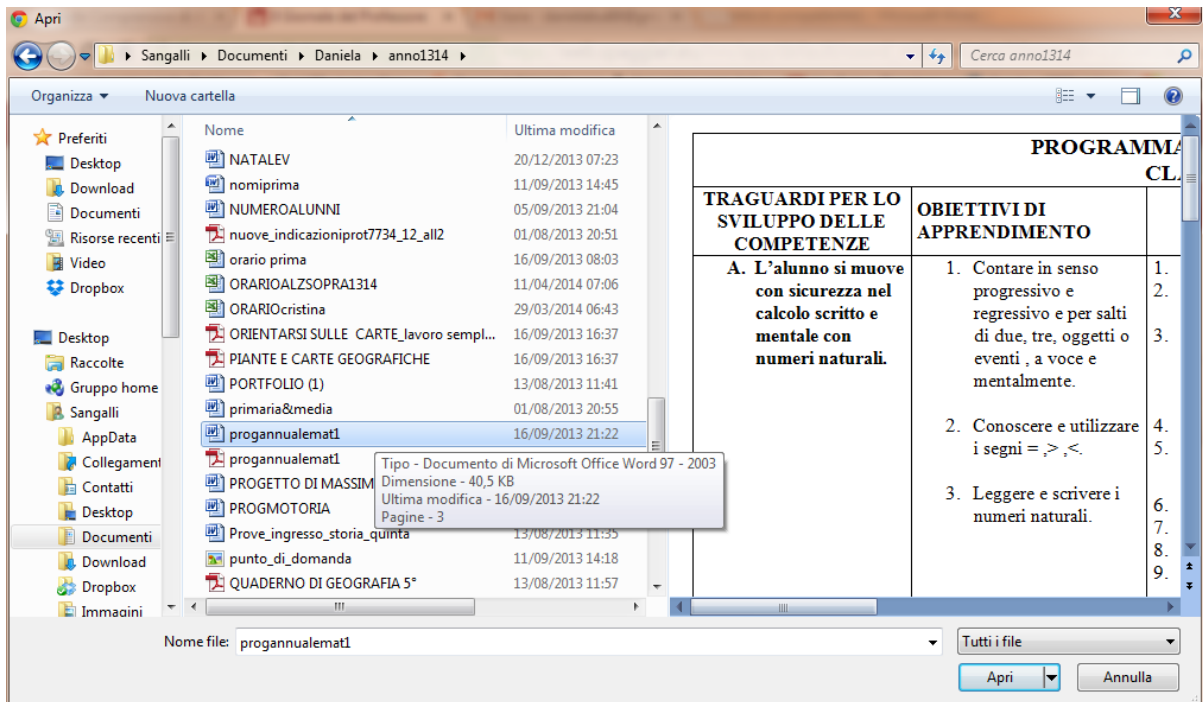 Apri
Sangalli Documenti Daniela anno1314
Cerca anno1314
Organizza Nuova cartella
Preferiti
Desktop
Download
Documenti
Risorse recenti
Video
Dropbox
Desktop
Raccolte
Gruppo home
Sangalli
AppData
Collegament
Contatti
Desktop
Documenti
Download
Dropbox
Immagini
Nome Ultima modifica
NATALEV 20/12/2013 07:23
nomiprima 11/09/2013 14:45
NUMEROALUNNI 05/09/2013 21:04
nuove_indicazioniprot7734_12_all2 01/08/2013 20:51
orario prima 16/09/2013 08:03
ORARIOALZSOPRA1314 11/04/2014 07:06
ORARIOcristina 29/03/2014 06:43
ORIENTARSI SULLE CARTE_lavoro sempl... 16/09/2013 16:37
PIANTE E CARTE GEOGRAFICHE 16/09/2013 16:37
PORTFOLIO (1) 13/08/2013 11:41
primaria&media 01/08/2013 20:55
progannualemat1 16/09/2013 21:22
progannualemat1
PROGETTO DI MASSIM
PROGMOTORIA
Prove_ingresso_storia_quinta 13/08/2013 11:35
punto_di_domanda 11/09/2013 14:18
QUADERNO DI GEOGRAFIA 5° 13/08/2013 11:57
Tipo - Documento di Microsoft Office Word 97 - 2003
Dimensione - 40,5 KB
Ultima modifica - 16/09/2013 21:22
Pagine - 3
PROGRAMMA
CLA
TRAGUARDI PER LO
SVILUPPO DELLE
COMPETENZE
OBIETTIVI DI
APPRENDIMENTO
A. L'alunno si muove
con sicurezza nel
calcolo scritto e
mentale con
numeri naturali.
1. Contare in senso
progressivo e
regressivo e per salti
di due, tre, oggetti o
eventi , a voce e
mentalmente.
2. Conoscere e utilizzare
i segni = ,> ,<.
3. Leggere e scrivere i
numeri naturali.
1.
2.
3.
4.
5.
6.
7.
8.
9.
Nome file: progannualemat1
Tutti i file
Apri Annulla